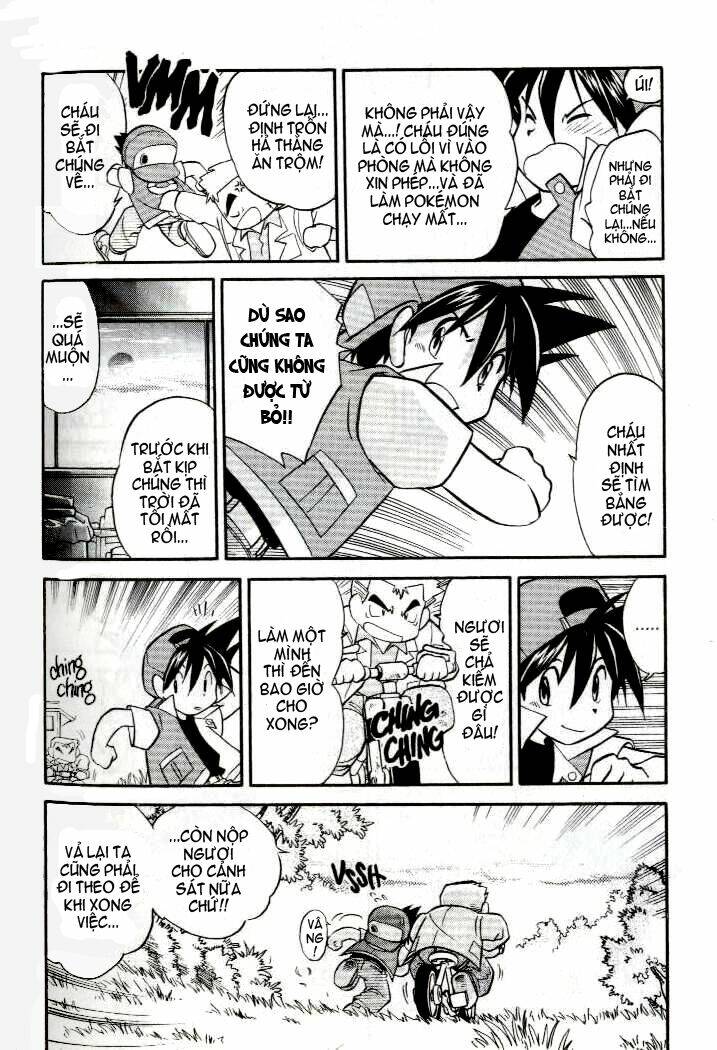 ÚI!
KHÔNG PHẢI VẬY
MÀ...! CHÁU ĐÚNG
LÀ CÓ LỖI VÌ VÀO
PHÒNG MÀ KHÔNG
XIN PHÉP...VÀ ĐÃ
LÀM POKÉMON
CHẠY MẤT...
NHƯNG
PHẢI ĐI
BẮT
CHÚNG
LẠI...NẾU
KHÔNG...
ĐỨNG LẠI...
ĐỊNH TRỐN
HẢ THẰNG
ĂN TRỘM!
VMMM
CHÁU
SẼ ĐI
BẮT
CHÚNG
VỀ...
CHÁU
NHẤT
ĐỊNH
SẼ TÌM
BẰNG
ĐƯỢC!
DÙ SAO
CHÚNG TA
CŨNG KHÔNG
ĐƯỢC TỪ
BỎ!!
TRƯỚC KHI
BẮT KỊP
CHÚNG THÌ
TRỜI ĐÃ
TỐI MẤT
RỒI...
...SẼ
QUÁ
MUỘN
...
......
NGƯƠI
SẼ CHẢ
KIẾM
ĐƯỢC
GÌ
ĐÂU!
CHING
CHING
LÀM MỘT
MÌNH
THÌ ĐẾN
BAO GIỜ
CHO
XONG?
ching
ching
VSSH
VÂNG
!
...CÒN NỘP
NGƯƠI
CHO CẢNH
SÁT NỮA
CHỨ!!
VẢ LẠI TA
CŨNG PHẢI
ĐI THEO ĐỂ
KHI XONG
VIỆC...